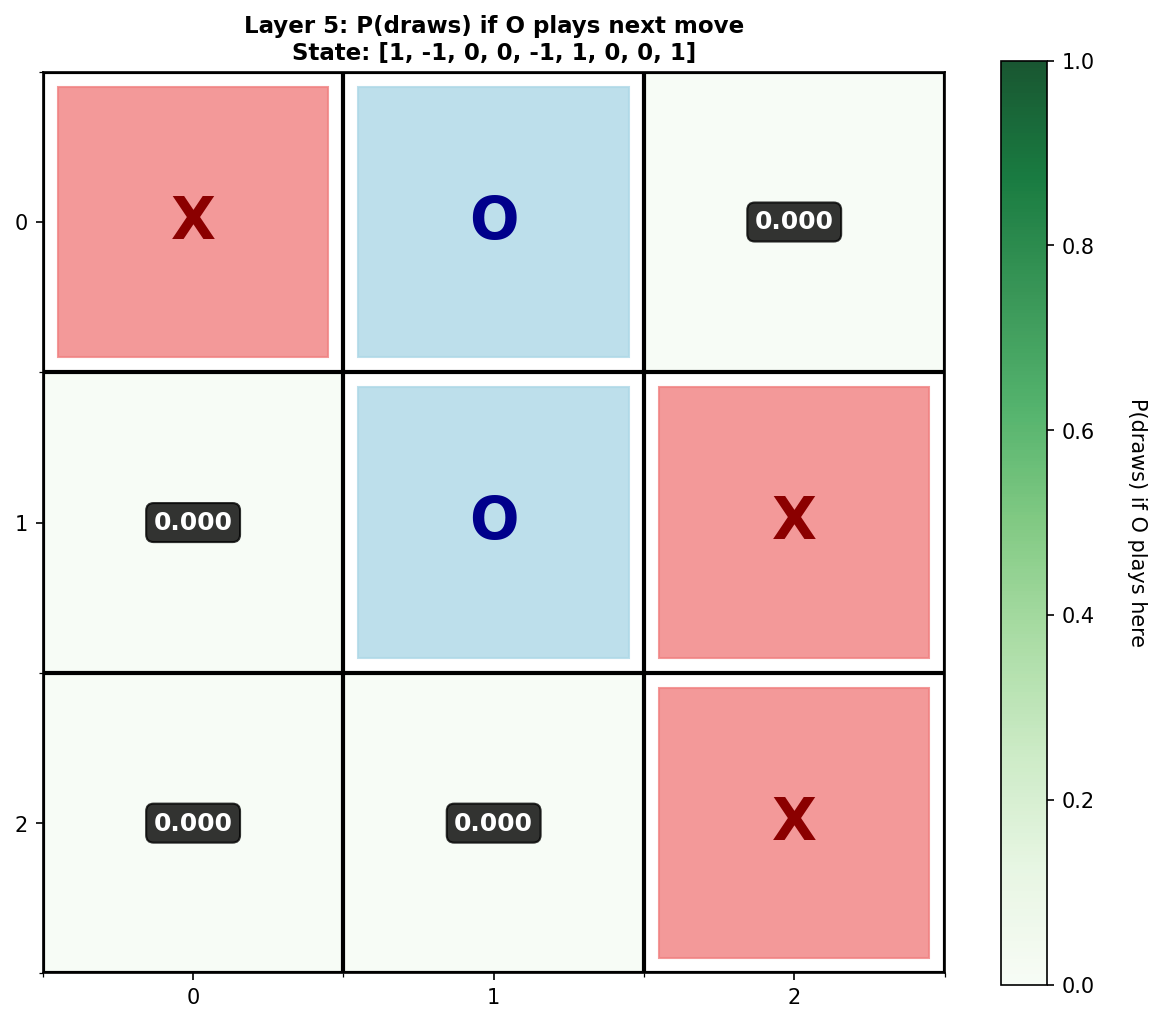 Layer 5: P(draws) if O plays next move
State: [1, -1, 0, 0, -1, 1, 0, 0, 1]
X
O
0.000
0.000
O
X
0.000
0.000
X
0
1
2
0
1
2
1.0
0.8
0.6
0.4
0.2
0.0
P(draws) if O plays here